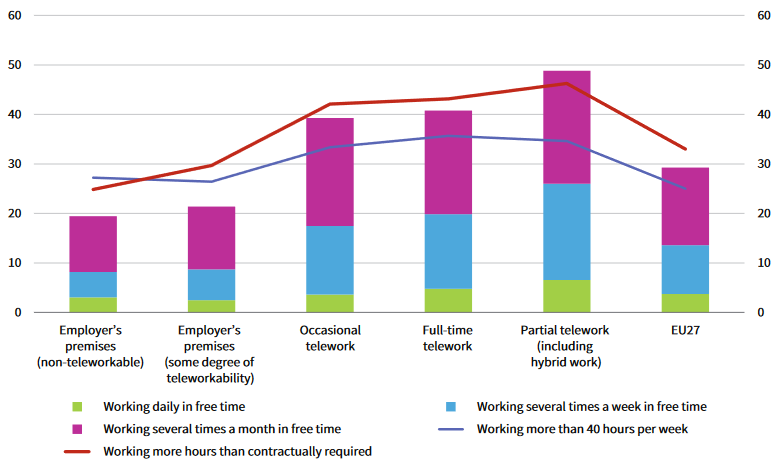 60
60
50
50
40
40
30
30
20
20
10
10
0
0
Employer's
premises
(non-teleworkable)
Employer's
premises
(some degree of
teleworkability)
Occasional
telework
Full-time
telework
Partial telework
(including
hybrid work)
EU27
Working daily in free time
Working several times a week in free time
Working several times a month in free time
Working more than 40 hours per week
Working more hours than contractually required